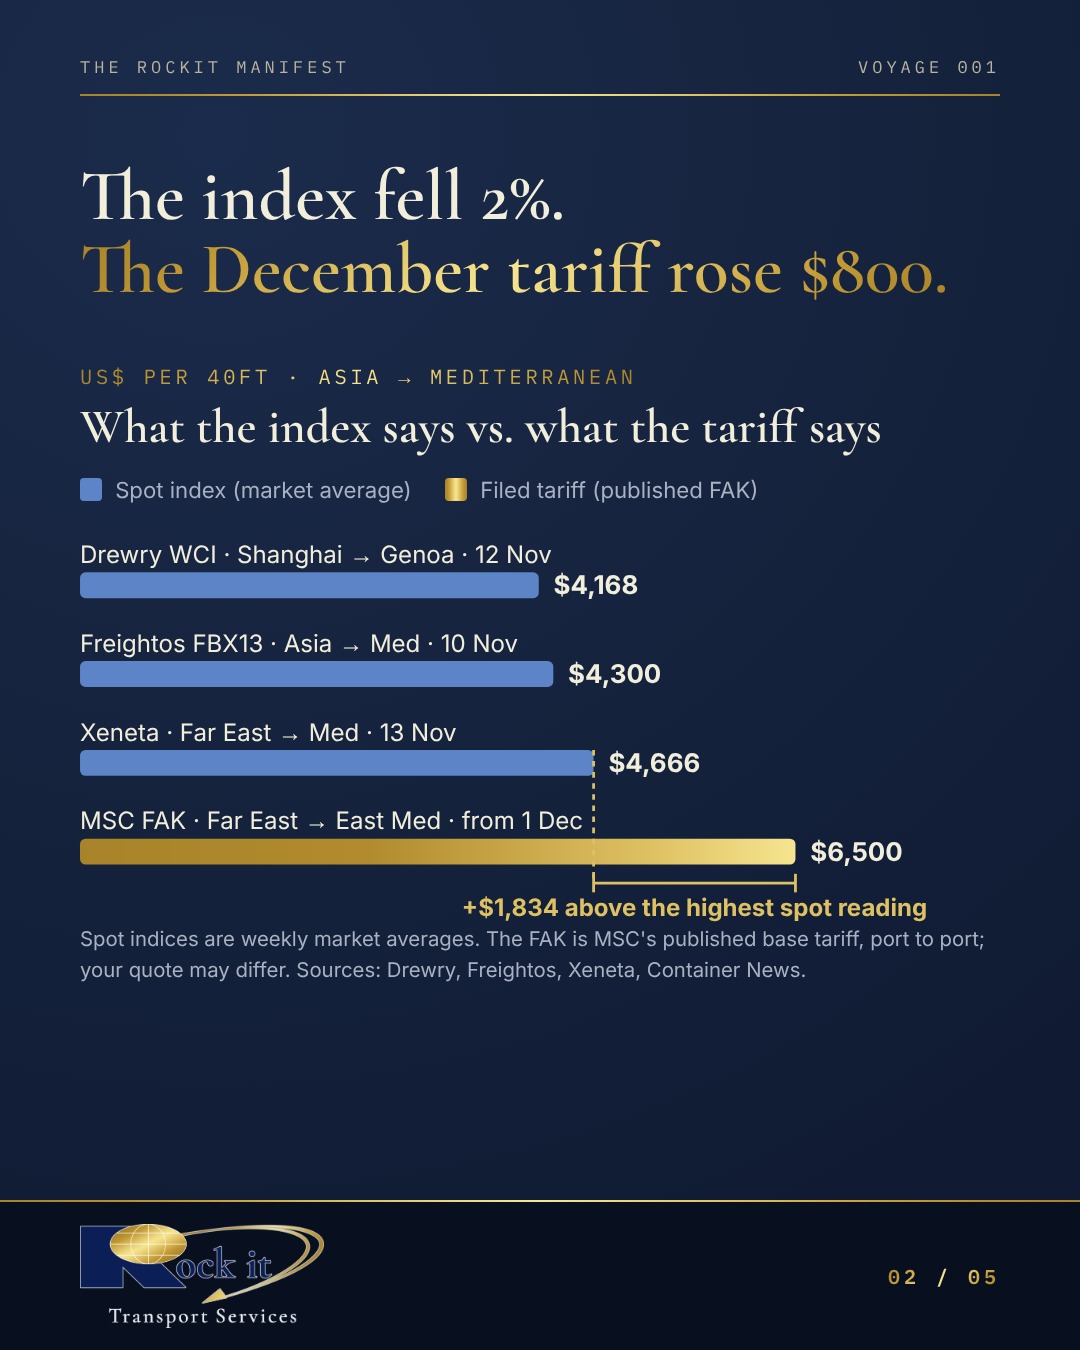 THE ROCKIT MANIFEST
VOYAGE 001
The index fell 2%.
The December tariff rose $800.
US$ PER 40FT · ASIA → MEDITERRANEAN
What the index says vs. what the tariff says
Spot index (market average)
Filed tariff (published FAK)
Drewry WCI · Shanghai → Genoa · 12 Nov
$4,168
Freightos FBX13 · Asia → Med · 10 Nov
$4,300
Xeneta · Far East → Med · 13 Nov
$4,666
MSC FAK · Far East → East Med · from 1 Dec
$6,500
+$1,834 above the highest spot reading
Spot indices are weekly market averages. The FAK is MSC's published base tariff, port to port;
your quote may differ. Sources: Drewry, Freightos, Xeneta, Container News.
Rock it
Transport Services
02 / 05